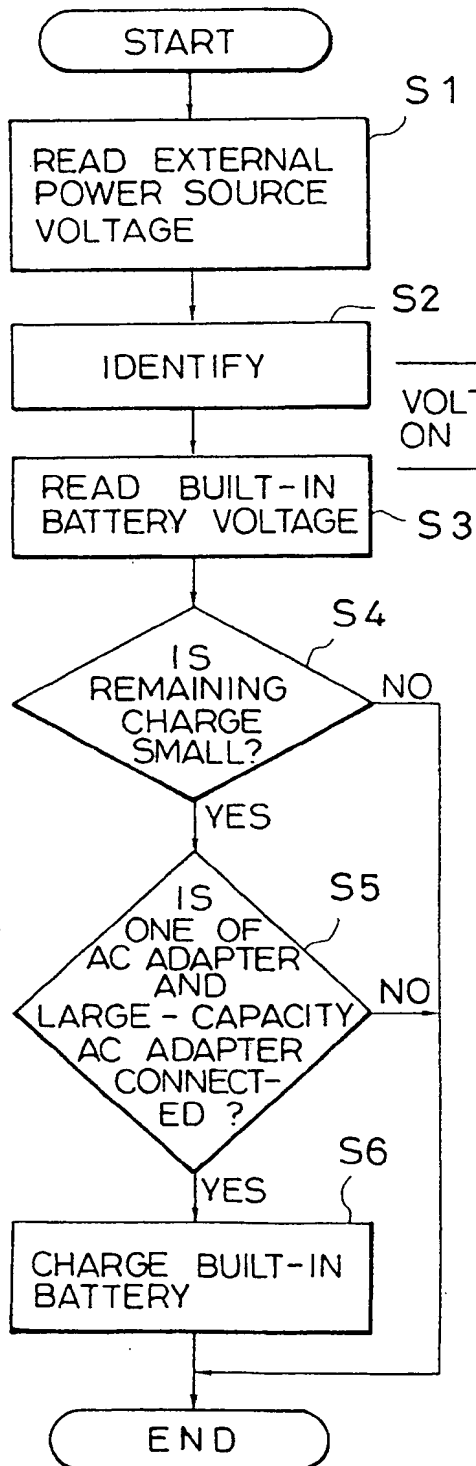 START
S1
READ EXTERNAL
POWER SOURCE
VOLTAGE
S2
IDENTIFY
ON
READ BUILT-IN
BATTERY VOLTAGE
S3
S4
IS
REMAINING
CHARGE
SMALL?
NO
YES
S5
IS
ONE OF
AC ADAPTER
AND
LARGE-CAPACITY
AC ADAPTER
CONNECT-
ED ?
NO
YES
S6
CHARGE BUILT-IN
BATTERY
END